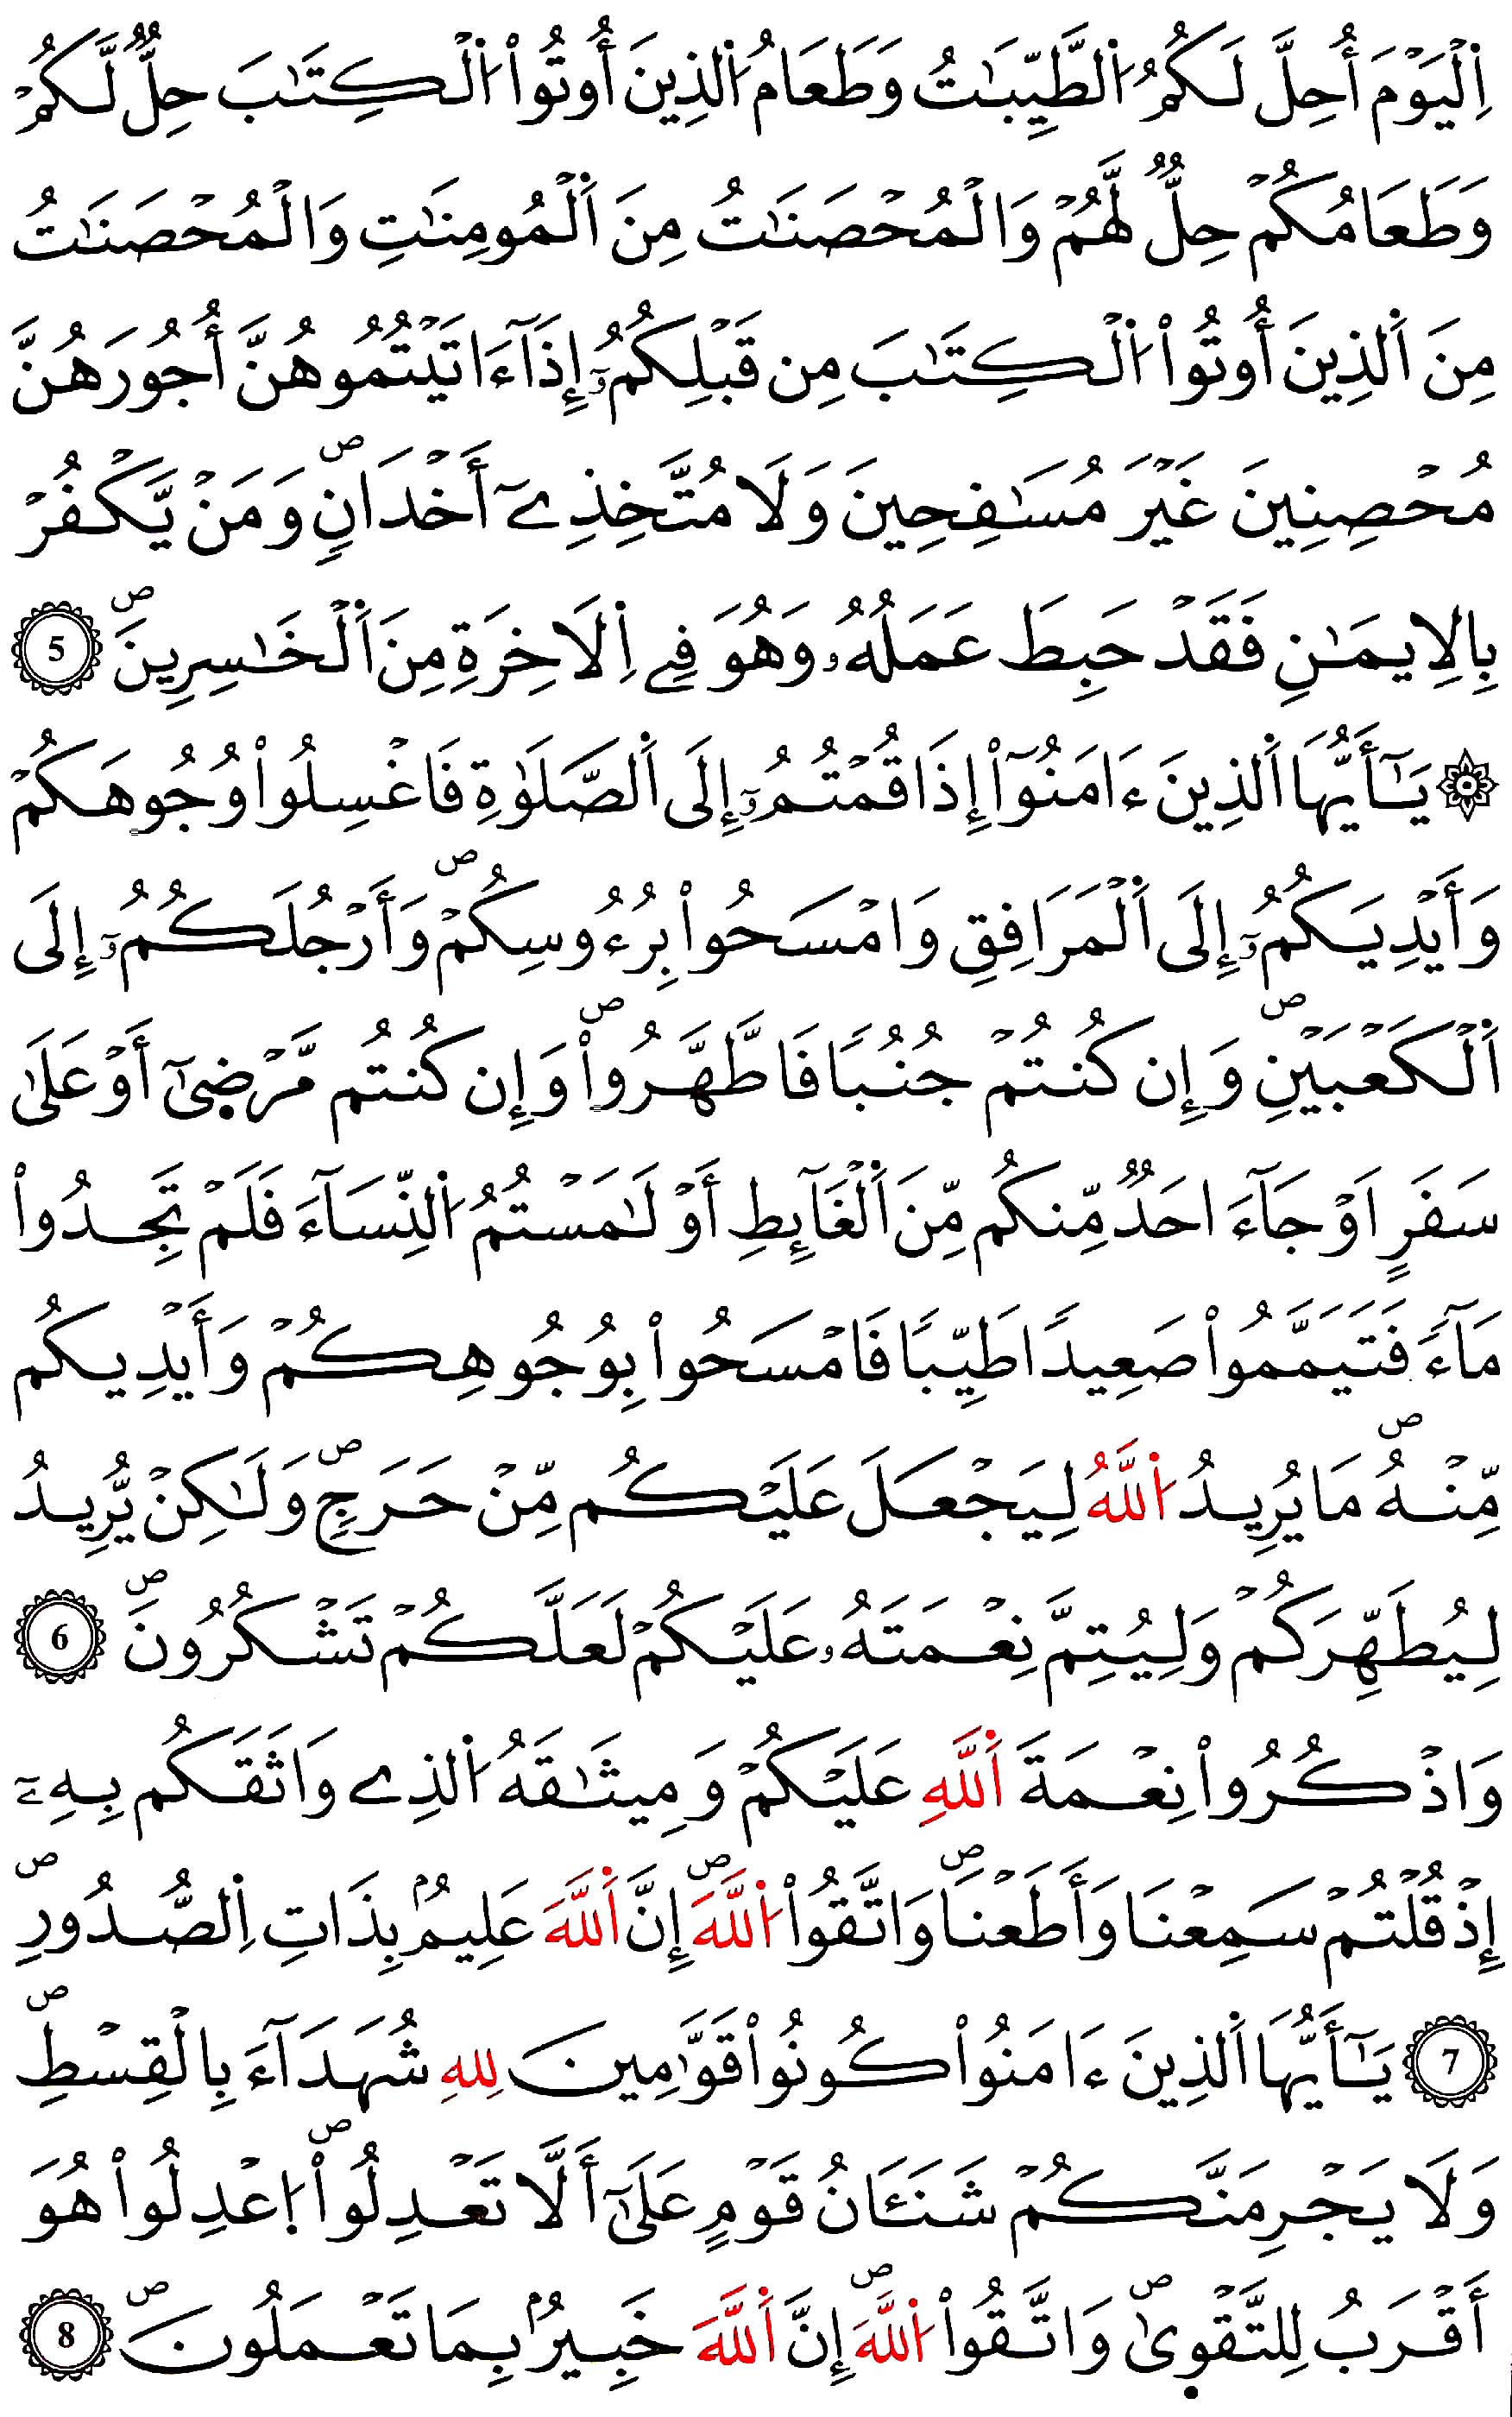 اِ۬لْيَوْمَ أُحِلَّ لَكُمُ اُ۬لطَّيِّبَٰتُ وَطَعَامُ اُ۬لذِينَ أُوتُواْ اُ۬لْكِتَٰبَ حِلّٞ لَّكُمْ
وَطَعَامُكُمْ حِلّٞ لَّهُمْ وَالْمُحْصَنَٰتُ مِنَ اَ۬لْمُومِنَٰتِ وَالْمُحْصَنَٰتُ
مِنَ اَ۬لذِينَ أُوتُواْ اُ۬لْكِتَٰبَ مِن قَبْلِكُمُۥٓ إِذَآ ءَاتَيْتُمُوهُنَّ أُجُورَهُنَّ
مُحْصِنِينَ غَيْرَ مُسَٰفِحِينَ وَلَا مُتَّخِذِےٓ أَخْدَانٖۖ وَمَنْ يَّكْفُرْ
بِالِايمَٰنِ فَقَدْ حَبِطَ عَمَلُهُۥ وَهُوَ فِے اِ۬لَاخِرَةِ مِنَ اَ۬لْخَٰسِرِينَۖ 5
۞ يَٰٓأَيُّهَا اَ۬لذِينَ ءَامَنُوٓاْ إِذَا قُمْتُمُۥٓ إِلَى اَ۬لصَّلَوٰةِ فَاغْسِلُواْ وُجُوهَكُمْ
وَأَيْدِيَكُمُۥٓ إِلَى اَ۬لْمَرَافِقِ وَامْسَحُواْ بِرُءُوسِكُمْۖ وَأَرْجُلَكُمُۥٓ إِلَى
اَ۬لْكَعْبَيْنِۖ وَإِن كُنتُمْ جُنُباٗ فَاطَّهَّرُواْۖ وَإِن كُنتُم مَّرْض۪يٰٓ أَوْ عَلَىٰ
سَفَرٍ اَوْ جَآءَ احَدٞ مِّنكُم مِّنَ اَ۬لْغَآئِطِ أَوْ لَٰمَسْتُمُ اُ۬لنِّسَآءَ فَلَمْ تَجِدُواْ
مَآءٗ فَتَيَمَّمُواْ صَعِيداٗ طَيِّباٗ فَامْسَحُواْ بِوُجُوهِكُمْ وَأَيْدِيكُم
مِّنْهُۖ مَا يُرِيدُ اُ۬للَّهُ لِيَجْعَلَ عَلَيْكُم مِّنْ حَرَجٖۖ وَلَٰكِنْ يُّرِيدُ
لِيُطَهِّرَكُمْ وَلِيُتِمَّ نِعْمَتَهُۥ عَلَيْكُمْ لَعَلَّكُمْ تَشْكُرُونَۖ 6
وَاذْكُرُواْ نِعْمَةَ اَ۬للَّهِ عَلَيْكُمْ وَمِيثَٰقَهُ اُ۬لذِے وَاثَقَكُم بِهِۦٓ
إِذْ قُلْتُمْ سَمِعْنَا وَأَطَعْنَاۖ وَاتَّقُواْ اُ۬للَّهَۖ إِنَّ اَ۬للَّهَ عَلِيمُۢ بِذَاتِ اِ۬لصُّدُورِۖ
7 يَٰٓأَيُّهَا اَ۬لذِينَ ءَامَنُواْ كُونُواْ قَوَّٰمِينَ لِلهِ شُهَدَآءَ بِالْقِسْطِۖ
وَلَا يَجْرِمَنَّكُمْ شَنَـَٔانُ قَوْمٍ عَلَىٰٓ أَلَّا تَعْدِلُواْۖ اُ۪عْدِلُواْ هُوَ
أَقْرَبُ لِلتَّقْو۪يٰۖ وَاتَّقُواْ اُ۬للَّهَۖ إِنَّ اَ۬للَّهَ خَبِيرُۢ بِمَا تَعْمَلُونَۖ 8